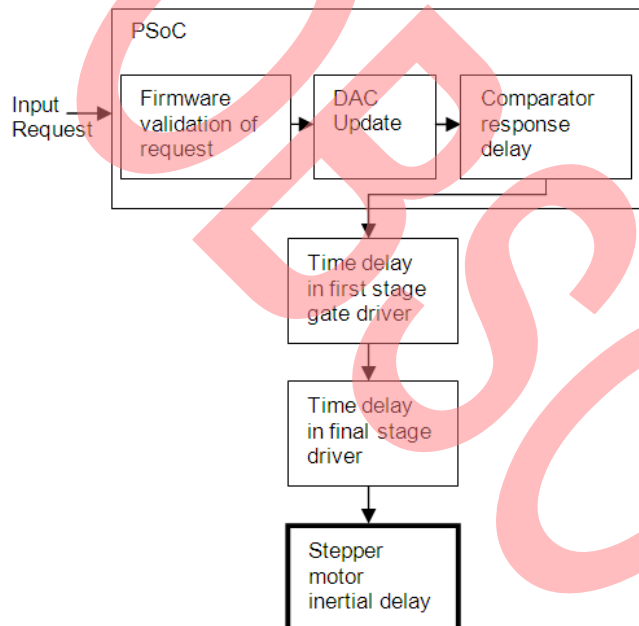 PSoC
Input
Request
Firmware
validation of
request
DAC
Update
Comparator
response
delay
Time delay
in first stage
gate driver
Time delay
in final stage
driver
Stepper
motor
inertial delay